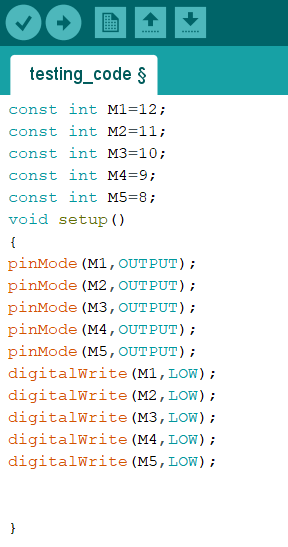 testing_code §
const int M1=12;
const int M2=11;
const int M3=10;
const int M4=9;
const int M5=8;
void setup()
{
pinMode(M1,OUTPUT);
pinMode(M2,OUTPUT);
pinMode(M3,OUTPUT);
pinMode(M4,OUTPUT);
pinMode(M5,OUTPUT);
digitalWrite(M1,LOW);
digitalWrite(M2,LOW);
digitalWrite(M3,LOW);
digitalWrite(M4,LOW);
digitalWrite(M5,LOW);
}